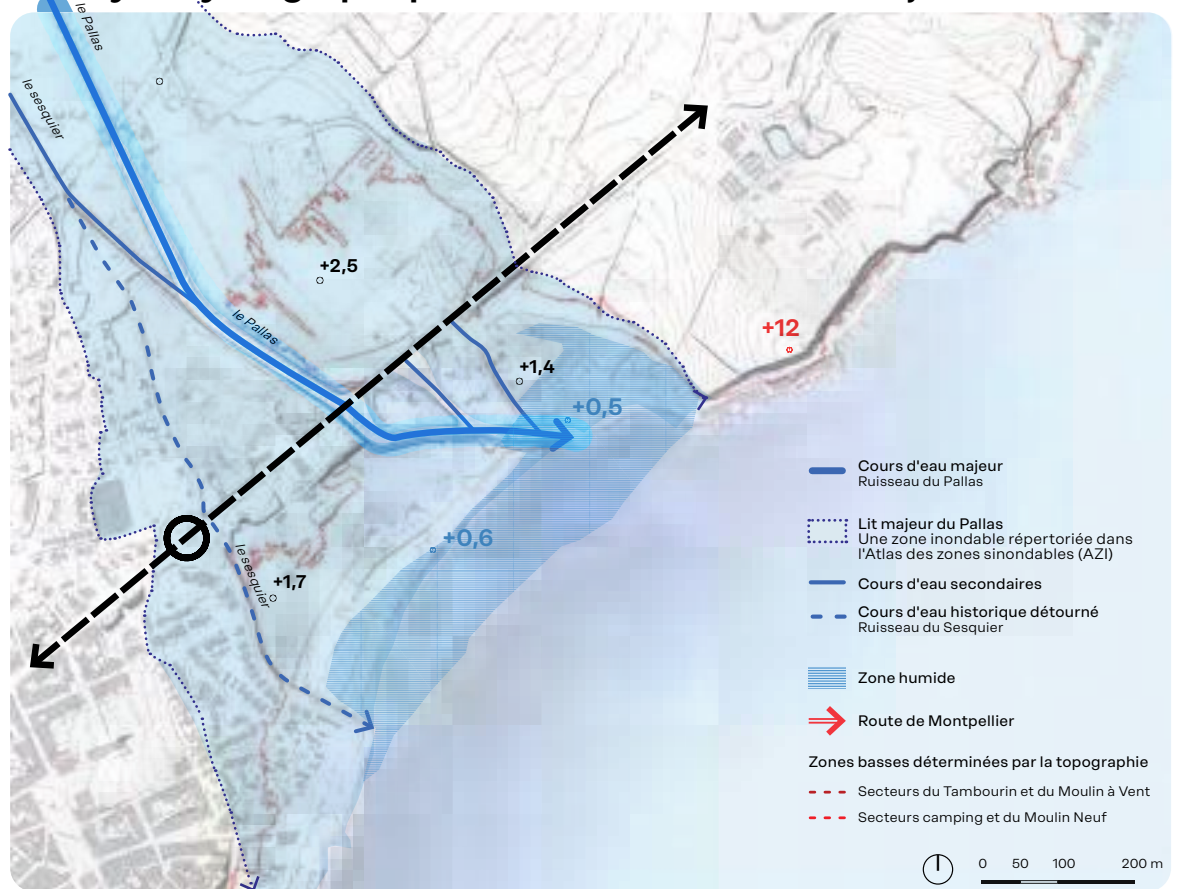 le Pallas
le sesquier
+2,5
+12
le Pallas
+1,4
+0,5
+0,6
le sesquier
+1,7
Cours d'eau majeur
Ruisseau du Pallas
Lit majeur du Pallas
Une zone inondable répertoriée dans
l'Atlas des zones sinondables (AZI)
Cours d'eau secondaires
Cours d'eau historique détourné
Ruisseau du Sesquier
Zone humide
Route de Montpellier
Zones basses déterminées par la topographie
Secteurs du Tambourin et du Moulin à Vent
Secteurs camping et du Moulin Neuf
0 50 100 200 m